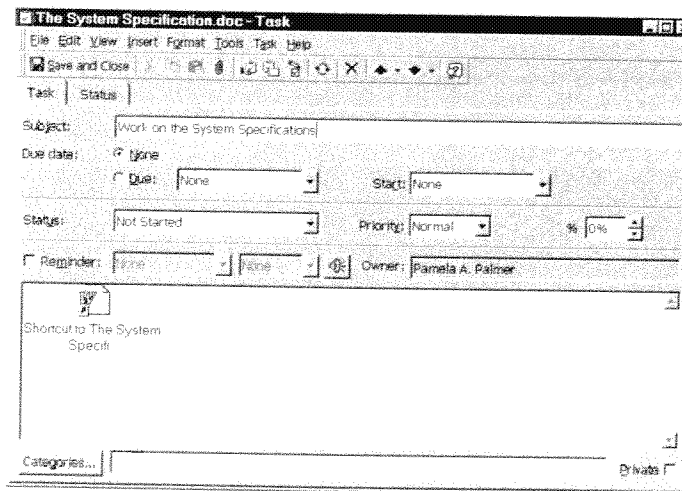 The System Specification.doc - Task
File Edit View Insert Format Tools Task Help
Save and Close
Task Status
Subject: Work on the System Specifications
Due date: None
Due: None Start: None
Status: Not Started Priority: Normal % 0%
Reminder: None None Owner: Pamela A. Palmer
Shortcut to The System
Specifi
Categories... Private